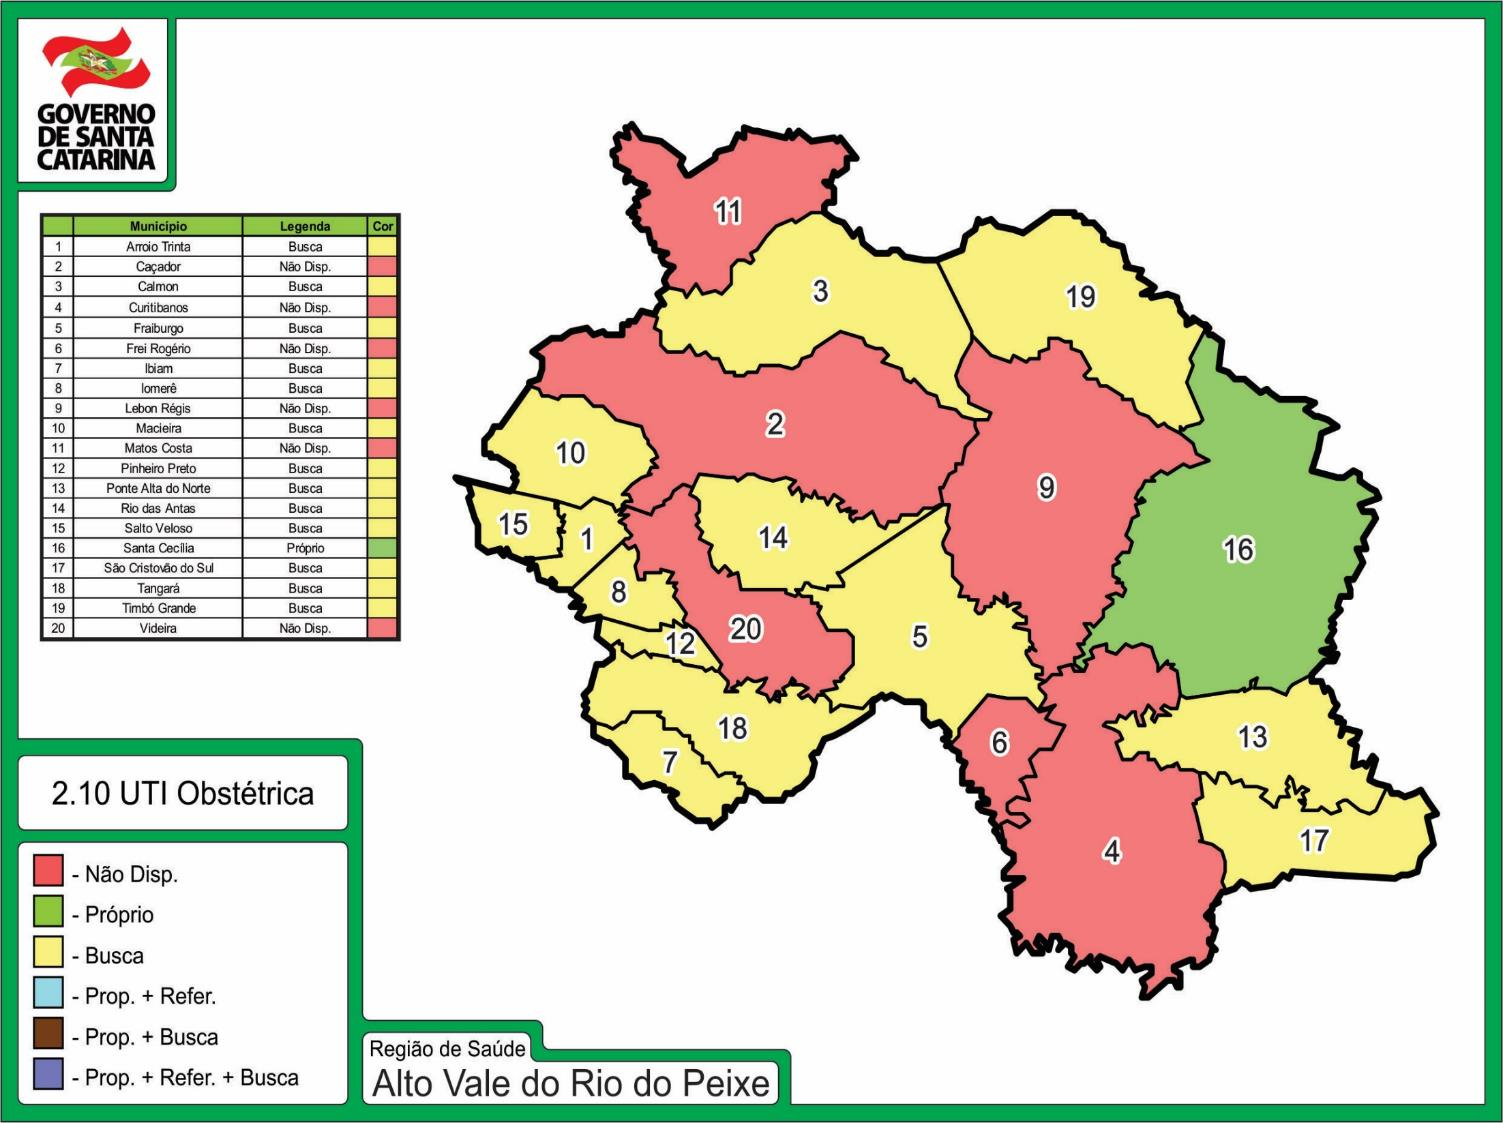 GOVERNO
DE SANTA
CATARINA
Município Legenda Cor
1 Arroio Trinta Busca
2 Caçador Não Disp.
3 Calmon Busca
4 Curitibanos Não Disp.
5 Fraiburgo Busca
6 Frei Rogério Não Disp.
7 Ibiam Busca
8 Iomerê Busca
9 Lebon Régis Não Disp.
10 Macieira Busca
11 Matos Costa Não Disp.
12 Pinheiro Preto Busca
13 Ponte Alta do Norte Busca
14 Rio das Antas Busca
15 Salto Veloso Busca
16 Santa Cecília Próprio
17 São Cristovão do Sul Busca
18 Tangará Busca
19 Timbó Grande Busca
20 Videira Não Disp.
11
3
19
2
10
9
15
1
14
16
8
20
12
5
18
7
6
13
4
17
2.10 UTI Obstétrica
- Não Disp.
- Próprio
- Busca
- Prop. + Refer.
- Prop. + Busca
- Prop. + Refer. + Busca
Região de Saúde
Alto Vale do Rio do Peixe